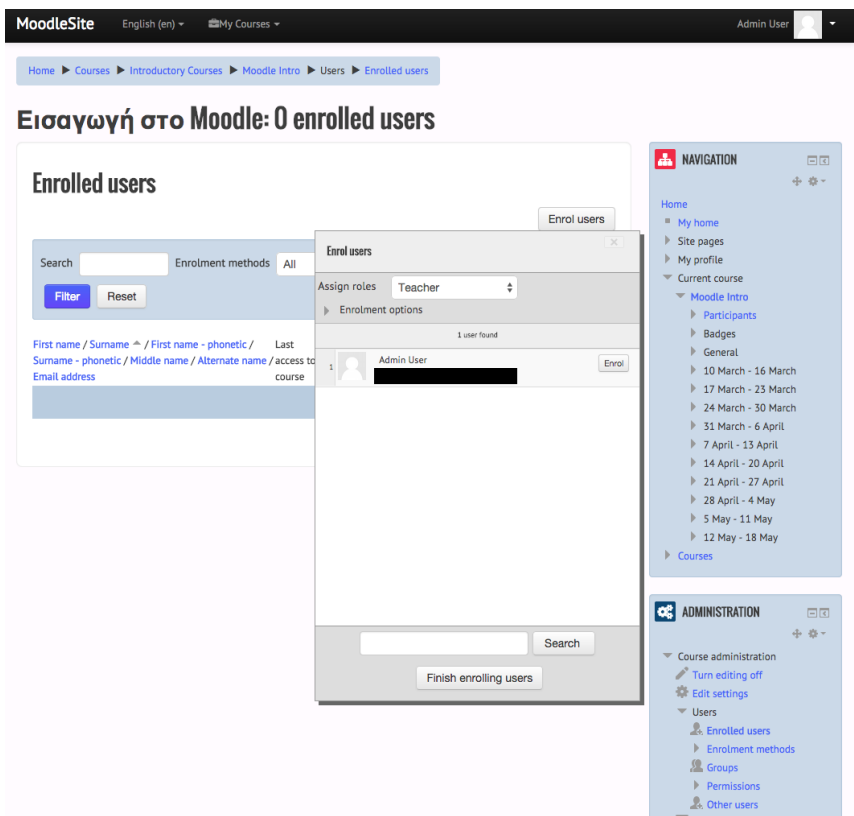 MoodleSite English (en) My Courses Admin User
Home ▶ Courses ▶ Introductory Courses ▶ Moodle Intro ▶ Users ▶ Enrolled users
Εισαγωγή στο Moodle: 0 enrolled users
Enrolled users
Enrol users
Search Enrolment methods All
Filter Reset
First name / Surname / First name - phonetic /
Surname - phonetic / Middle name / Alternate name /
Email address
Last
access to
course
Enrol users
Assign roles Teacher
Enrolment options
1 user found
1 Admin User Enrol
Search
Finish enrolling users
NAVIGATION
Home
My home
Site pages
My profile
Current course
Moodle Intro
Participants
Badges
General
10 March - 16 March
17 March - 23 March
24 March - 30 March
31 March - 6 April
7 April - 13 April
14 April - 20 April
21 April - 27 April
28 April - 4 May
5 May - 11 May
12 May - 18 May
Courses
ADMINISTRATION
Course administration
Turn editing off
Edit settings
Users
Enrolled users
Enrolment methods
Groups
Permissions
Other users